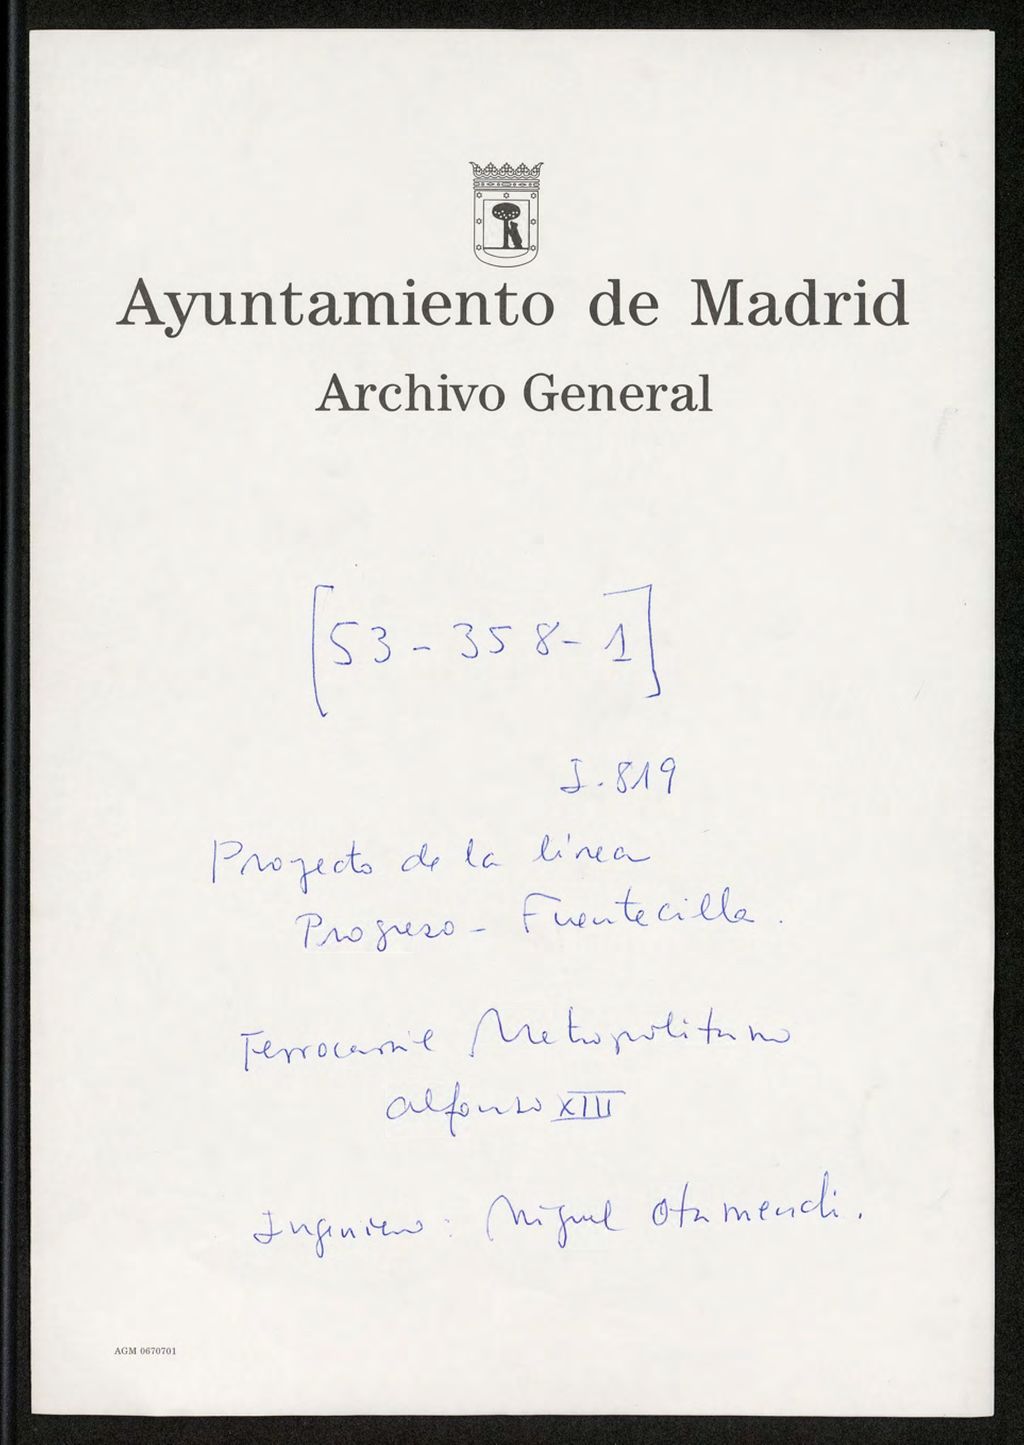 Ayuntamiento de Madrid
Archivo General
[53-358-1]
I.819
Proyecto de la línea
Progreso - Fuentecilla.
Ferrocarril Metropolitano
Alfonso XIII
Ingeniero: Miguel Otamendi.
AGM 0670701